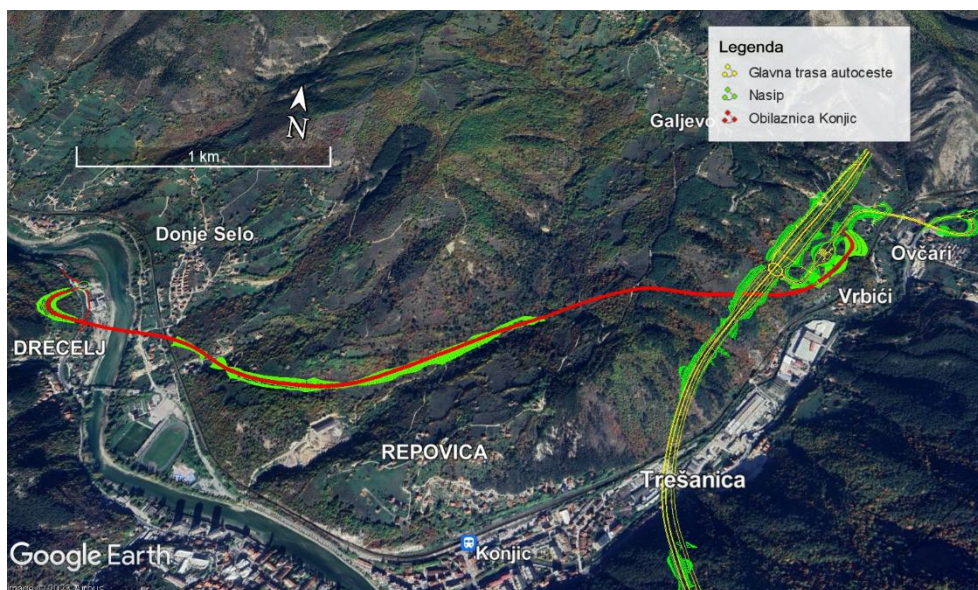 Legenda
Glavna trasa autoceste
Nasip
Obilaznica Konjic
Galjevo
N
1 km
Donje Selo
Ovčari
Vrbići
DRECELJ
REPOVICA
Trešanica
Konjic
Google Earth